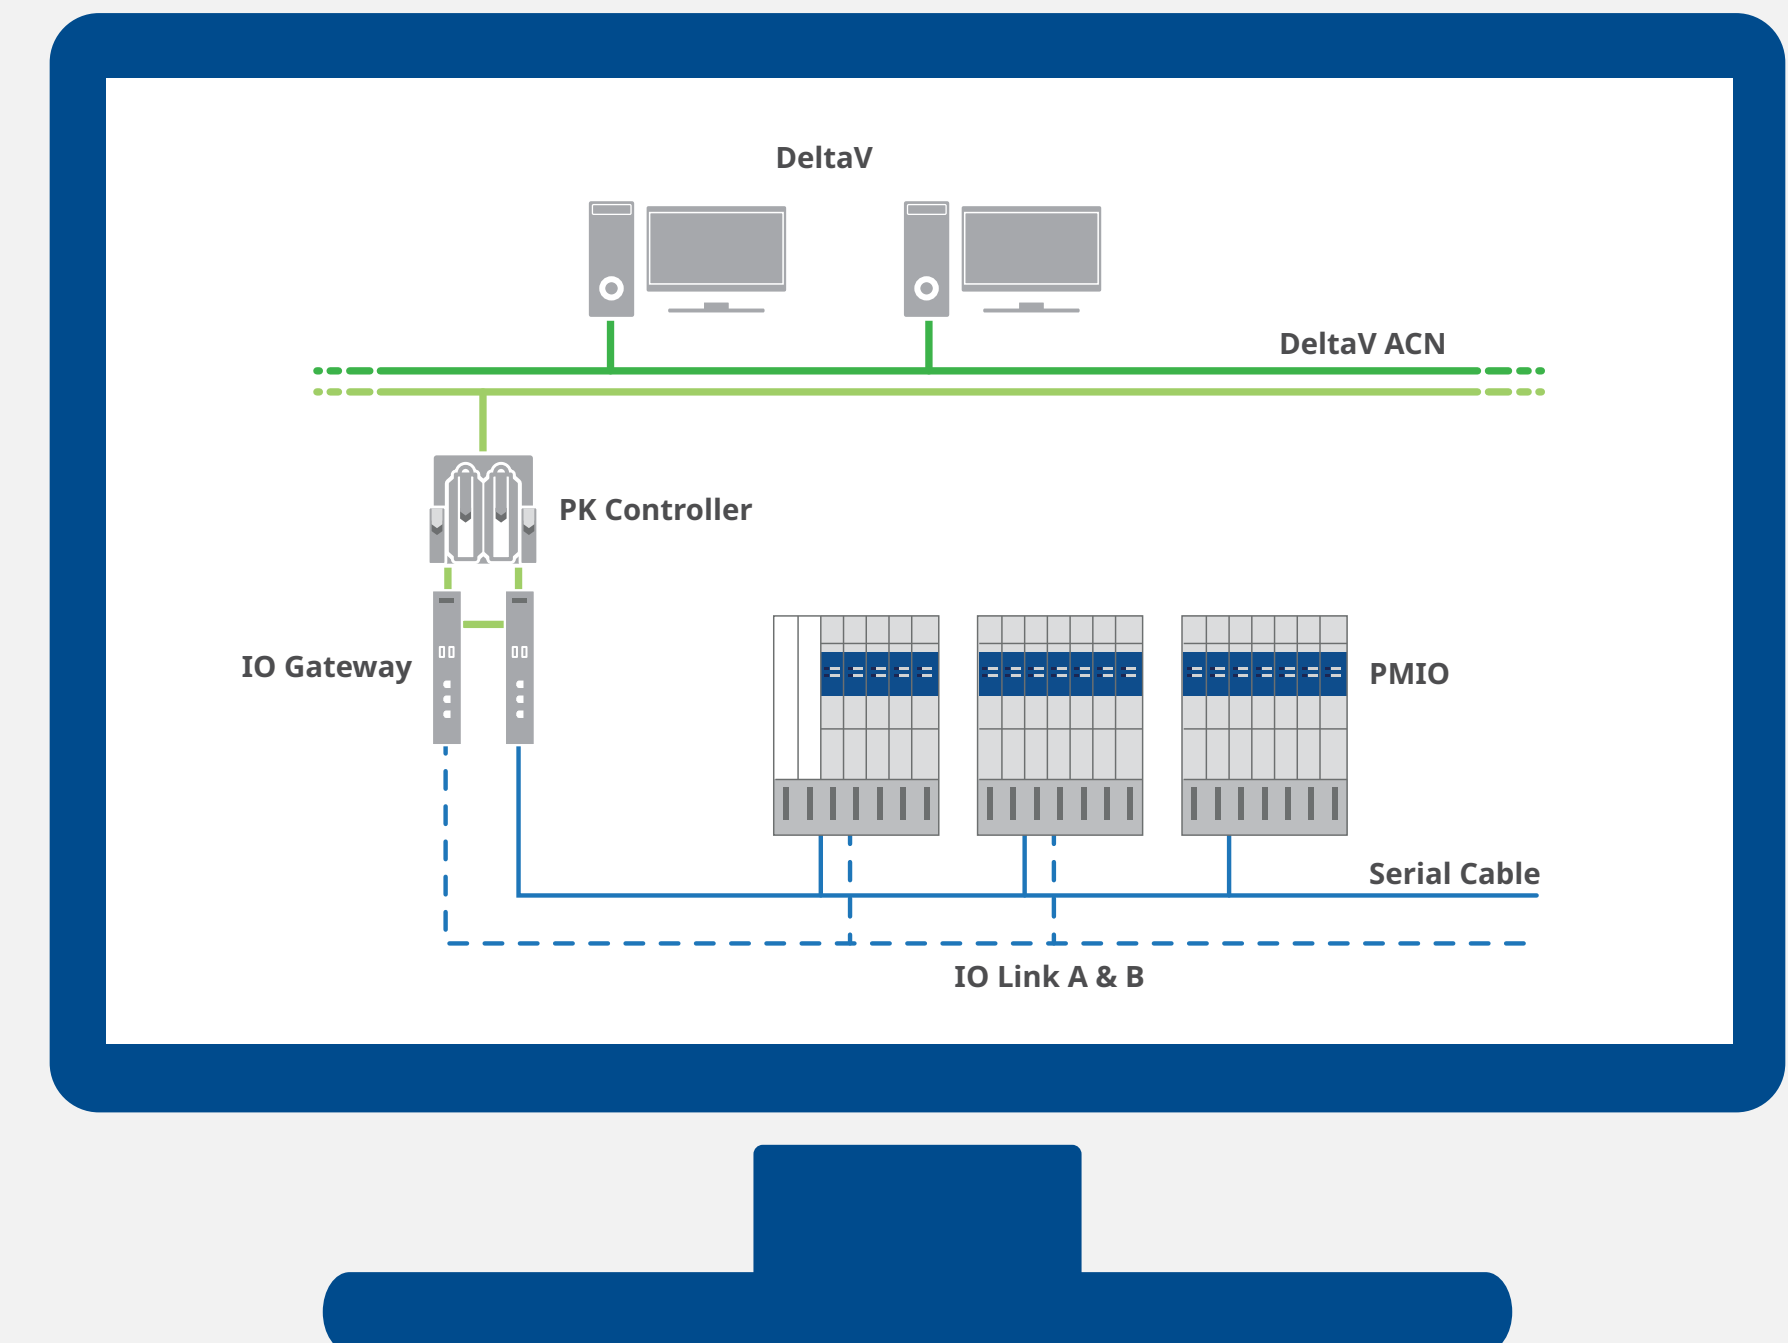 DeltaV
DeltaV ACN
PK Controller
IO Gateway
PMIO
Serial Cable
IO Link A & B